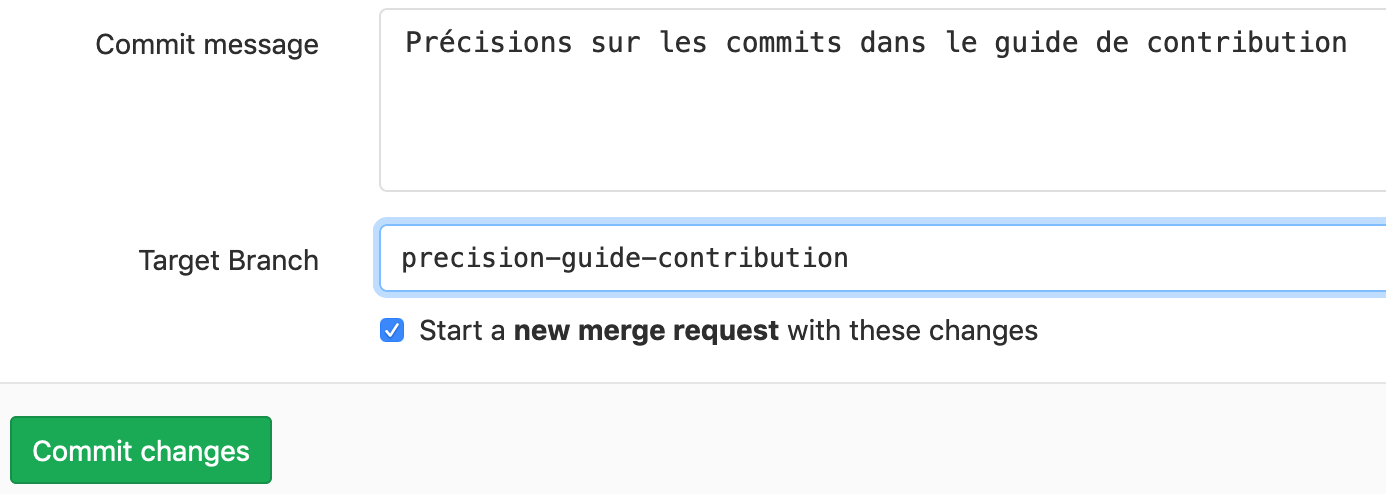 Commit message
Précisions sur les commits dans le guide de contribution
Target Branch
precision-guide-contribution
Start a new merge request with these changes
Commit changes